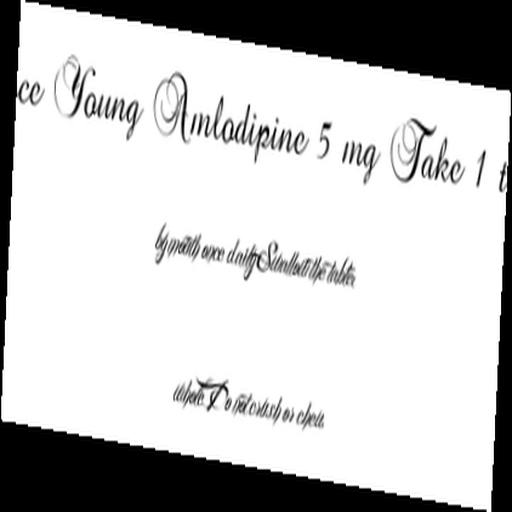 Young Amlodipine 5 mg Take 1
by mouth once daily Swallow the tablet
whole. Do not crush or chew.